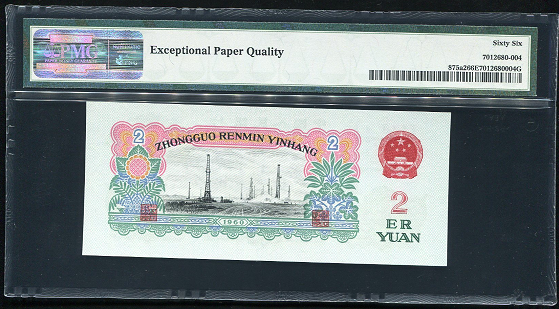 PMG
Exceptional Paper Quality
Sixty Six
7012680-004
875a266E7012680004G
2
2
ZHONGGUO RENMIN YINHANG
1960
2
ER
YUAN